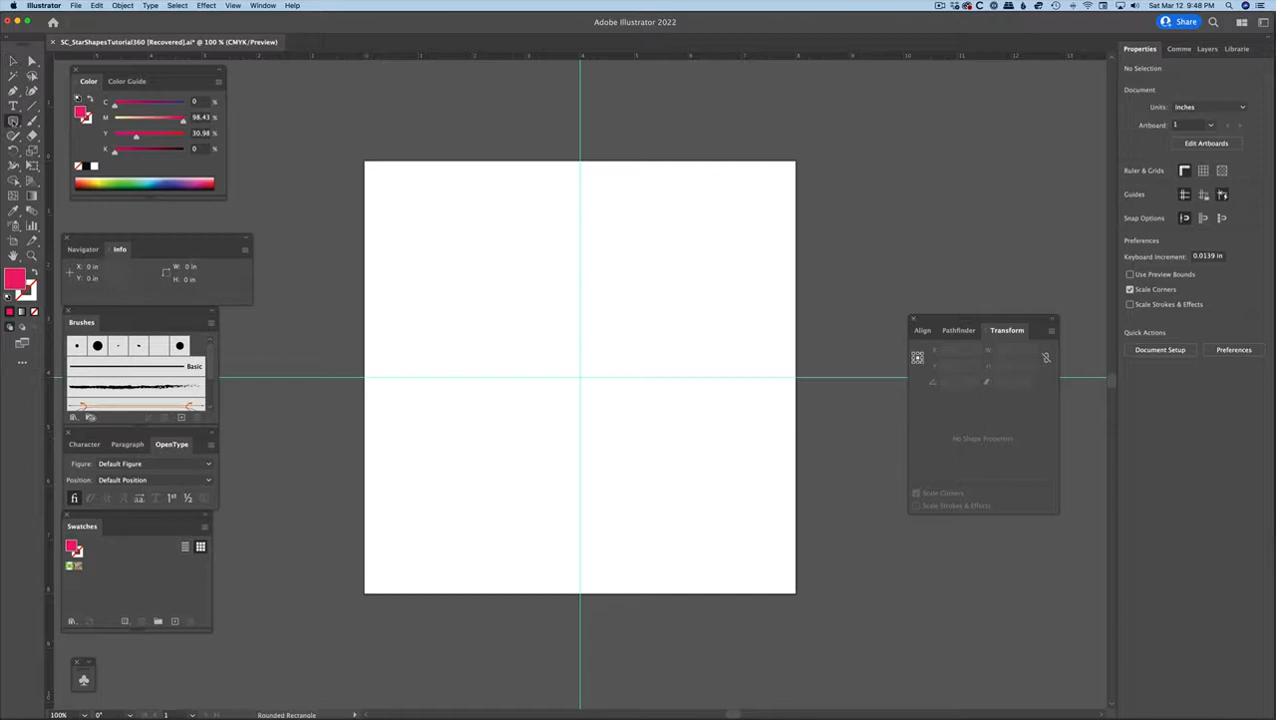 Illustrator File Edit Object Type Select Effect View Window Help Sat Mar 12 9:48 PM
Adobe Illustrator 2022 Share
SC_StarShapesTutorial360 [Recovered].ai* @ 100 % (CMYK/Preview)
Properties Comme Layers Librarie
No Selection
Color Color Guide
Document
C 0 %
Units: Inches
M 98.43 %
Artboard: 1
Y 30.98 %
Edit Artboards
K 0 %
Ruler & Grids
Guides
Snap Options
Preferences
Navigator Info
Keyboard Increment: 0.0139 in
X: 0 in W: 0 in
Y: 0 in H: 0 in
Use Preview Bounds
Scale Corners
Scale Strokes & Effects
Brushes
Align Pathfinder Transform
Quick Actions
Document Setup Preferences
Basic
Character Paragraph OpenType
No Shape Properties
Figure: Default Figure
Position: Default Position
Scale Corners
Scale Strokes & Effects
Swatches
100% 0° 1 Rounded Rectangle